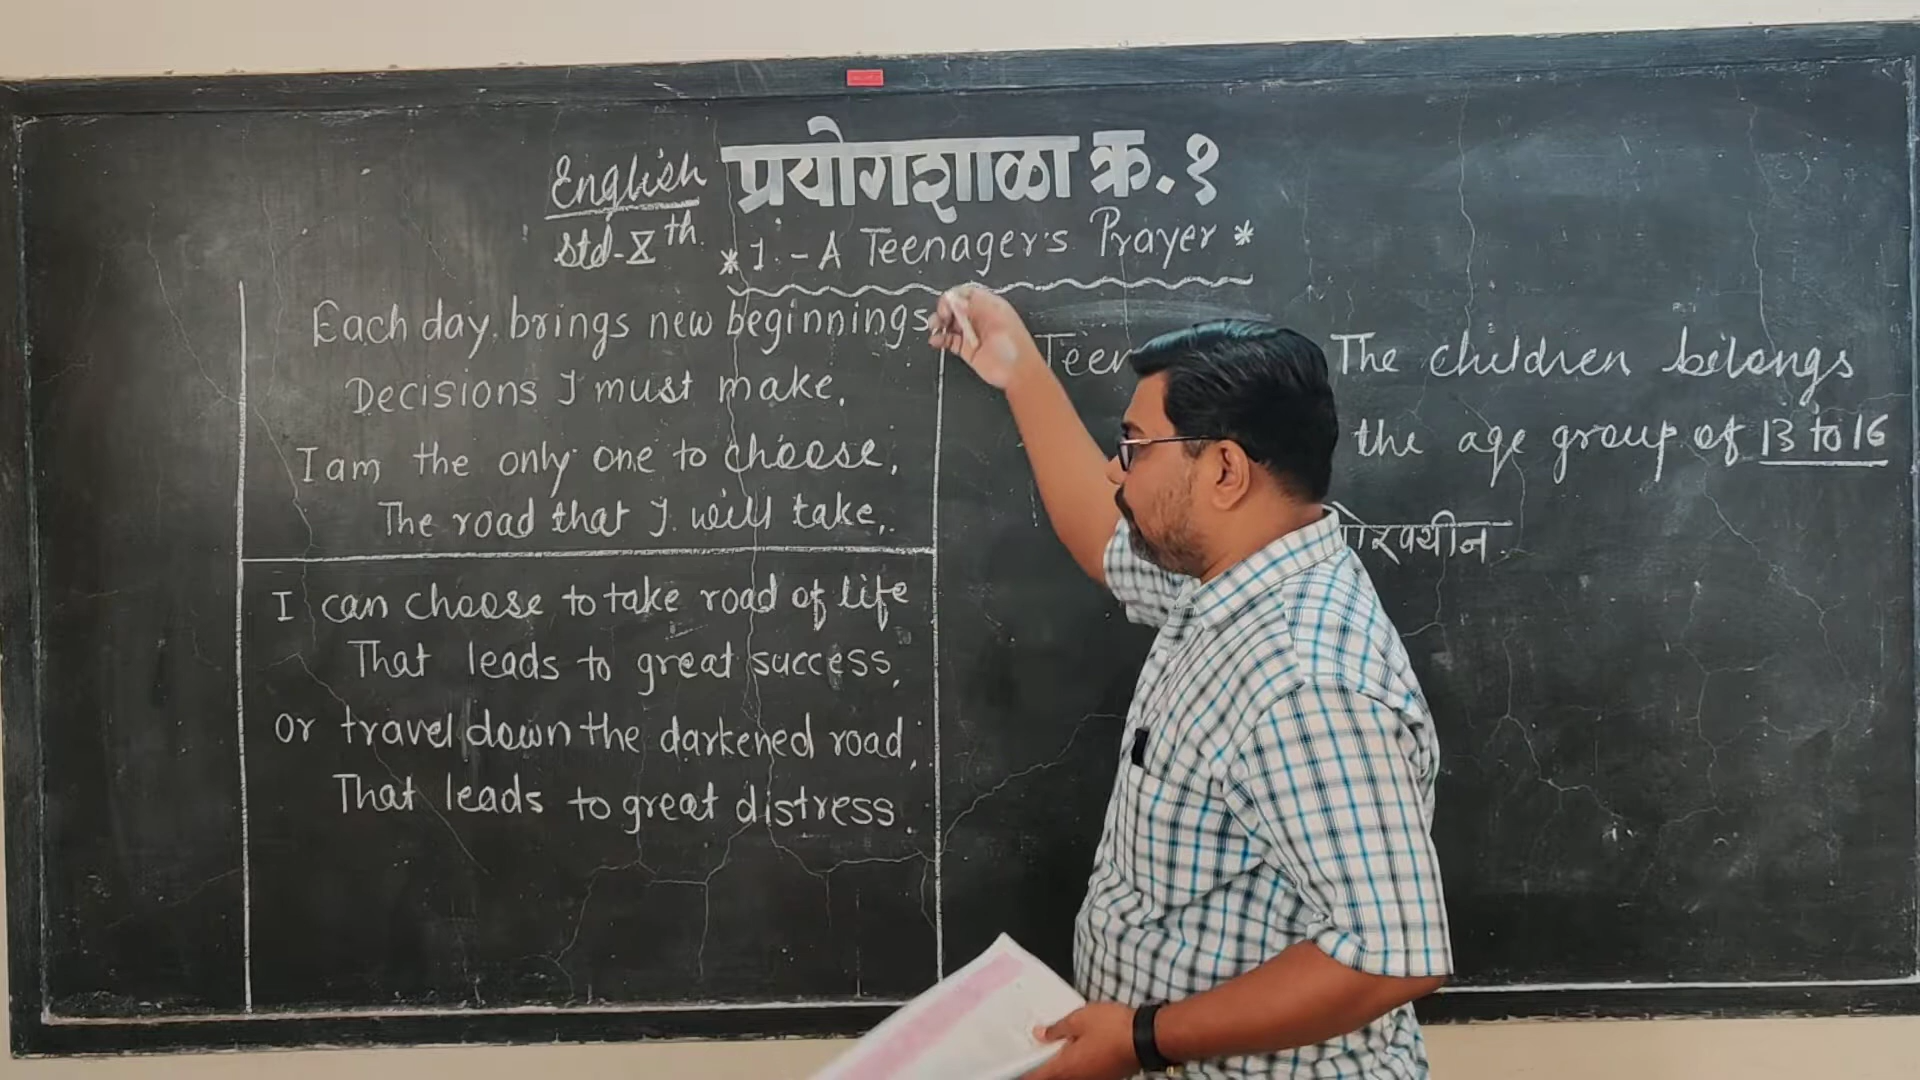 प्रयोगशाळा क्र. १
English
Std-Xth
* 1. - A Teenager's Prayer *
Each day brings new beginnings,
Decisions I must make.
I am the only one to choose,
The road that I will take,.
I can choose to take road of life
That leads to great success,
Or travel down the darkened road,
That leads to great distress.
The children belongs
the age group of 13 to 16